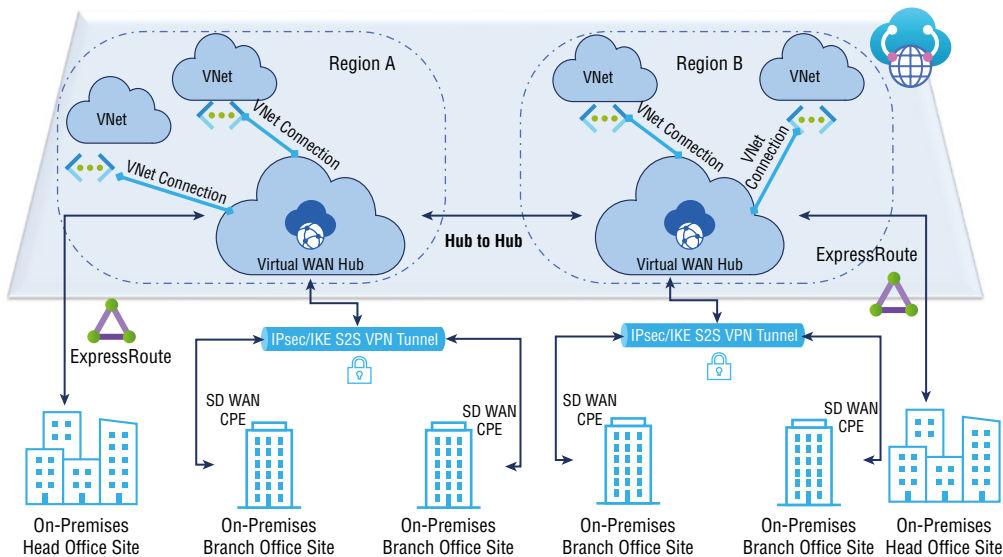 Region A
Region B
VNet
VNet
VNet
VNet
VNet Connection
VNet Connection
VNet Connection
VNet
Connection
Virtual WAN Hub
Hub to Hub
Virtual WAN Hub
ExpressRoute
ExpressRoute
IPsec/IKE S2S VPN Tunnel
IPsec/IKE S2S VPN Tunnel
SD WAN
CPE
SD WAN
CPE
SD WAN
CPE
SD WAN
CPE
On-Premises
Head Office Site
On-Premises
Branch Office Site
On-Premises
Branch Office Site
On-Premises
Branch Office Site
On-Premises
Branch Office Site
On-Premises
Head Office Site